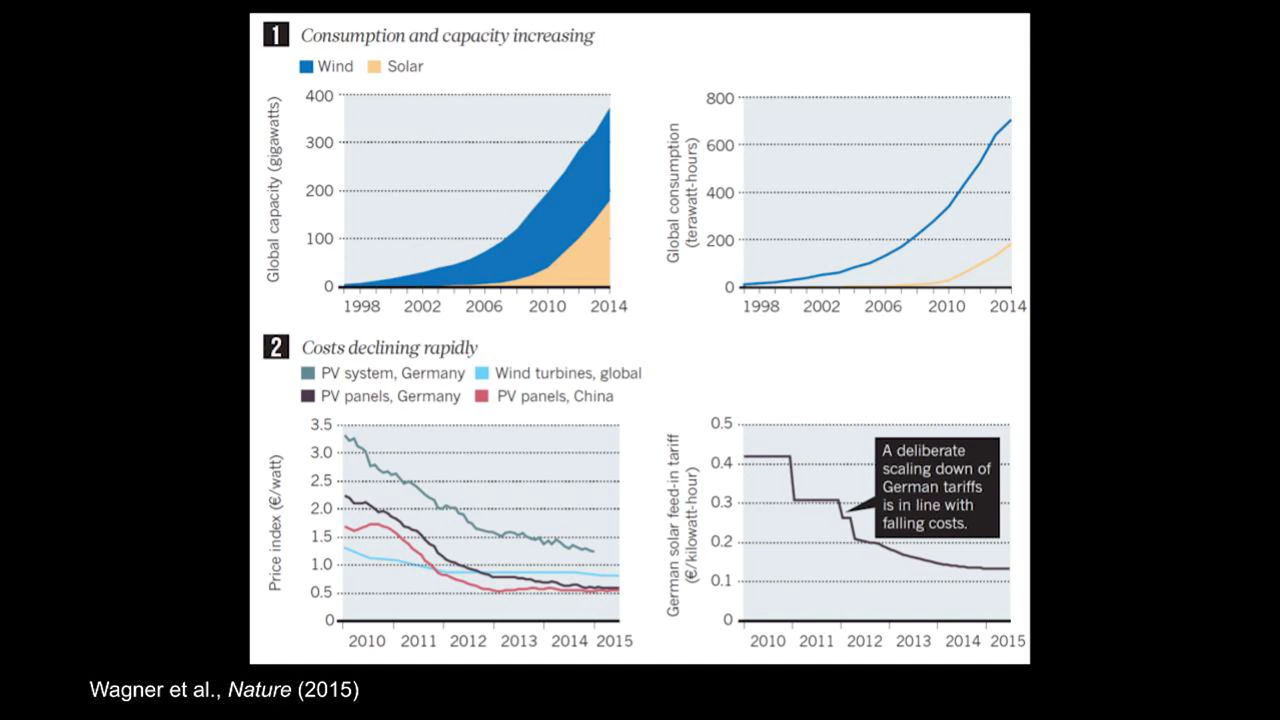 1 Consumption and capacity increasing
Wind Solar
Global capacity (gigawatts)
400
300
200
100
0
1998 2002 2006 2010 2014
Global consumption
(terawatt-hours)
800
600
400
200
0
1998 2002 2006 2010 2014
2 Costs declining rapidly
PV system, Germany Wind turbines, global
PV panels, Germany PV panels, China
Price index (€/watt)
3.5
3.0
2.5
2.0
1.5
1.0
0.5
0
2010 2011 2012 2013 2014 2015
German solar feed-in tariff
(€/kilowatt-hour)
0.5
0.4
0.3
0.2
0.1
0
A deliberate
scaling down of
German tariffs
is in line with
falling costs.
2010 2011 2012 2013 2014 2015
Wagner et al., Nature (2015)